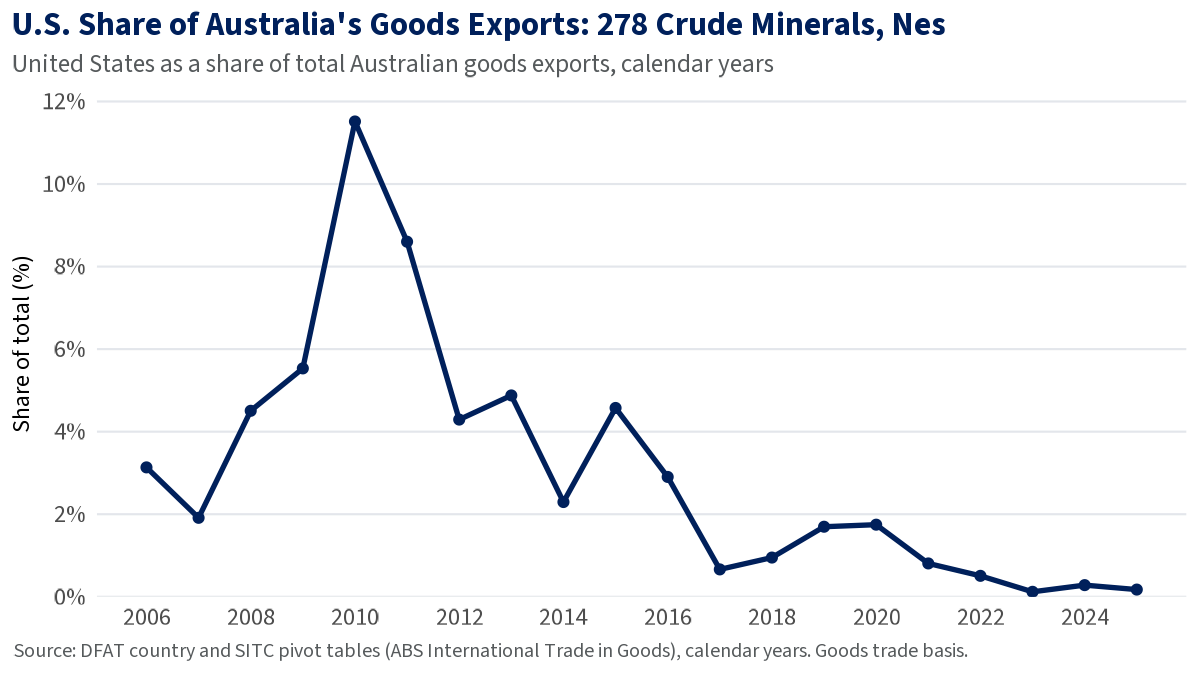 U.S. Share of Australia's Goods Exports: 278 Crude Minerals, Nes
United States as a share of total Australian goods exports, calendar years
12%
10%
8%
6%
4%
2%
0%
Share of total (%)
2006 2008 2010 2012 2014 2016 2018 2020 2022 2024
Source: DFAT country and SITC pivot tables (ABS International Trade in Goods), calendar years. Goods trade basis.